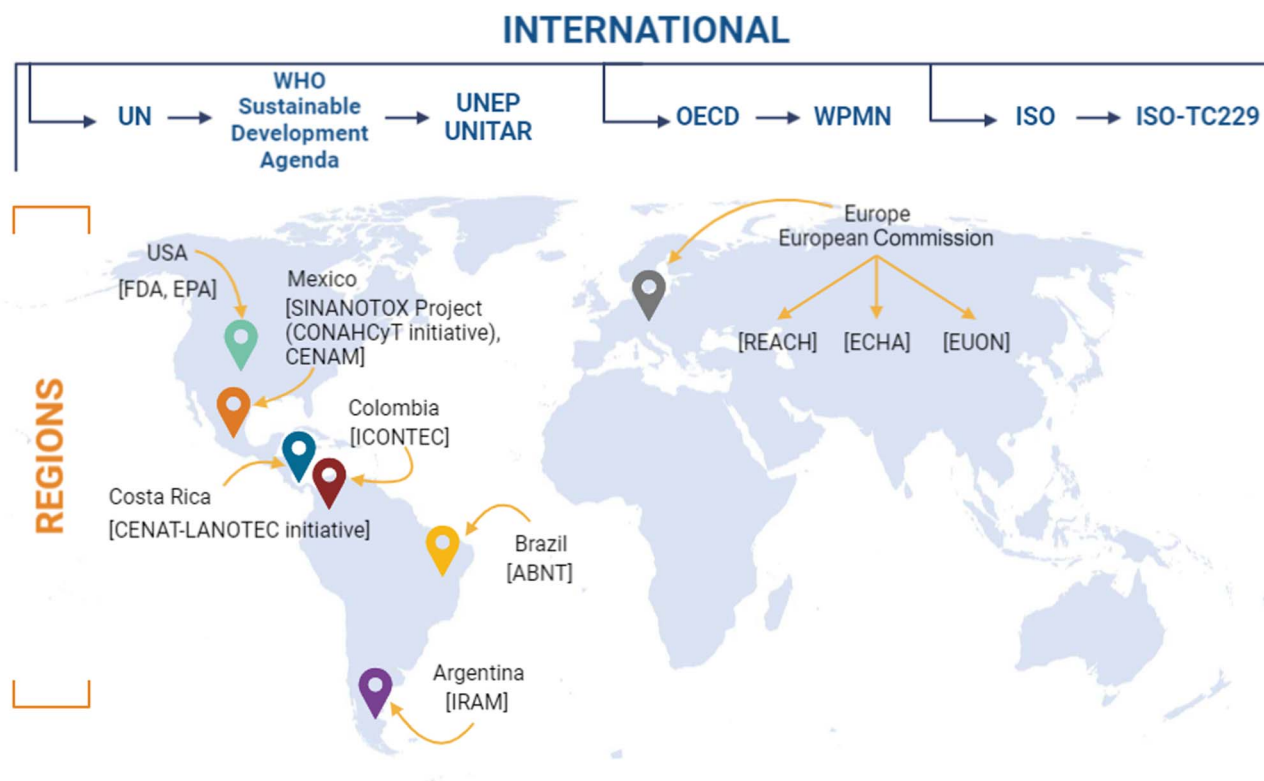 INTERNATIONAL
UN
WHO
Sustainable
Development
Agenda
UNEP
UNITAR
OECD
WPMN
ISO
ISO-TC229
REGIONS
USA
[FDA, EPA]
Mexico
[SINANOTOX Project
(CONAHCyT initiative),
CENAM]
Colombia
[ICONTEC]
Costa Rica
[CENAT-LANOTEC initiative]
Brazil
[ABNT]
Argentina
[IRAM]
Europe
European Commission
[REACH]
[ECHA]
[EUON]